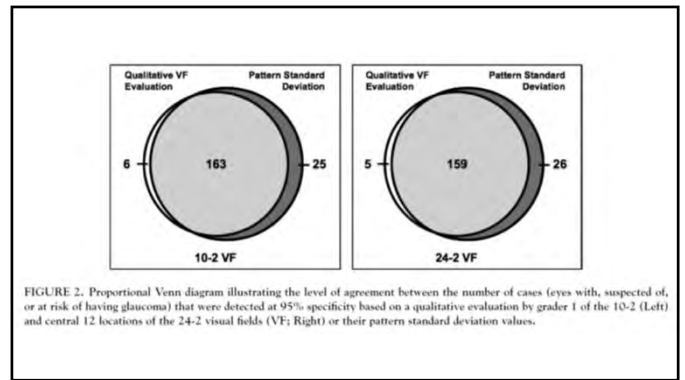 Qualitative VF Evaluation
Pattern Standard Deviation
6
163
25
10-2 VF
Qualitative VF Evaluation
Pattern Standard Deviation
5
159
26
24-2 VF
FIGURE 2. Proportional Venn diagram illustrating the level of agreement between the number of cases (eyes with, suspected of,
or at risk of having glaucoma) that were detected at 95% specificity based on a qualitative evaluation by grader 1 of the 10-2 (Left)
and central 12 locations of the 24-2 visual fields (VF; Right) or their pattern standard deviation values.